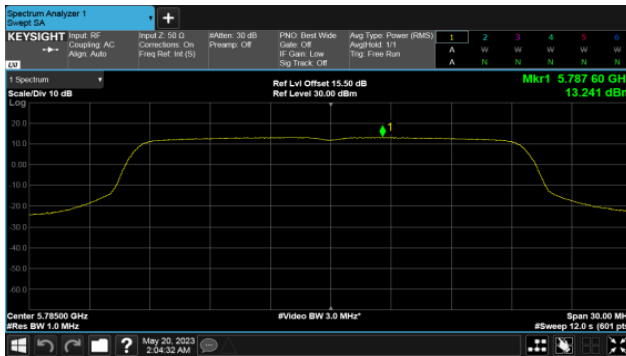 Spectrum Analyzer 1
Swept SA
+
KEYSIGHT Input: RF Input Z: 50 Ω #Atten: 30 dB PNO: Best Wide Avg Type: Power (RMS) 1 2 3 4 5 6
Coupling: AC Corrections: On Preamp: Off Gate: Off Avg|Hold: 1/1 A W W W W W
Align: Auto Freq Ref: Int (S) IF Gain: Low Trig: Free Run
Sig Track: Off A N N N N N
LXI
1 Spectrum Ref Lvl Offset 15.50 dB Mkr1 5.787 60 GH
Scale/Div 10 dB Ref Level 30.00 dBm 13.241 dBm
Log
1
20.0
10.0
0.00
-10.0
-20.0
-30.0
-40.0
-50.0
-60.0
Center 5.78500 GHz #Video BW 3.0 MHz* Span 30.00 MH
#Res BW 1.0 MHz #Sweep 12.0 s (601 pts
?
May 20, 2023
2:04:32 AM